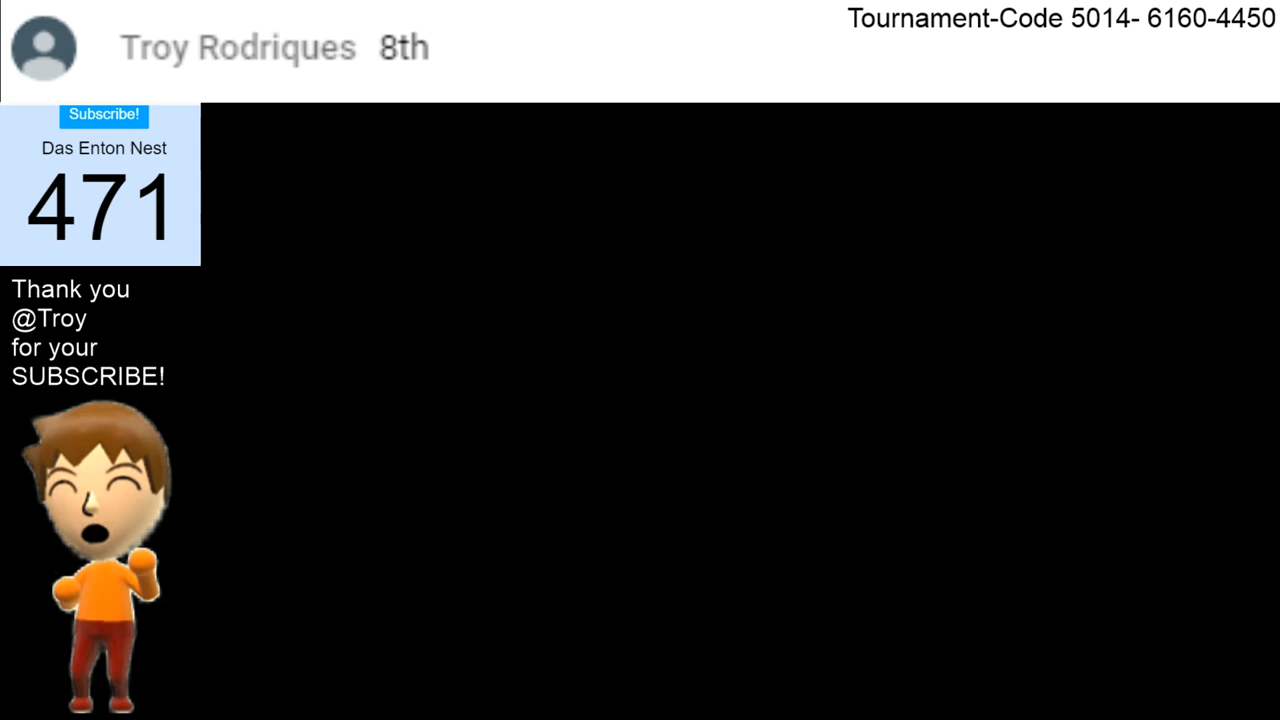 Troy Rodriques 8th
Tournament-Code 5014- 6160-4450
Subscribe!
Das Enton Nest
471
Thank you
@Troy
for your
SUBSCRIBE!